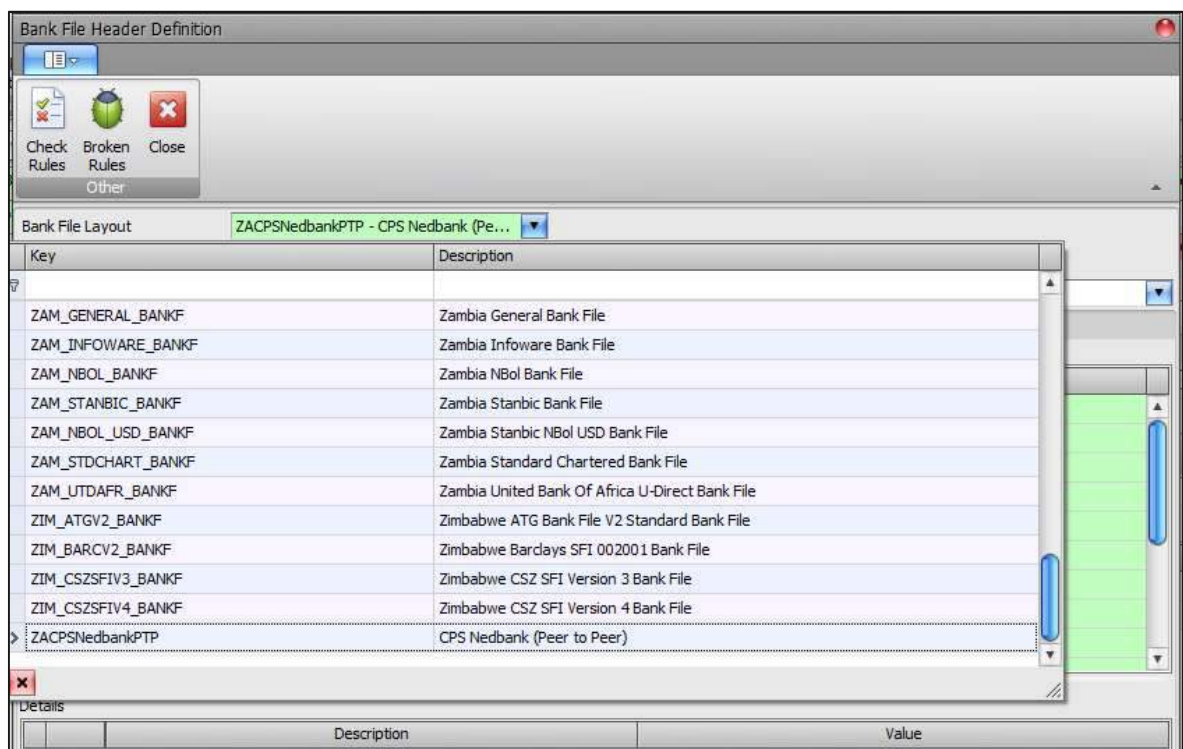 Bank File Header Definition
Check Rules
Broken Rules
Close
Other
Bank File Layout ZACPSNedbankPTP - CPS Nedbank (Pe...
Key Description
ZAM_GENERAL_BANKF Zambia General Bank File
ZAM_INFOWARE_BANKF Zambia Infoware Bank File
ZAM_NBOL_BANKF Zambia NBol Bank File
ZAM_STANBIC_BANKF Zambia Stanbic Bank File
ZAM_NBOL_USD_BANKF Zambia Stanbic NBol USD Bank File
ZAM_STDCHART_BANKF Zambia Standard Chartered Bank File
ZAM_UTDAFR_BANKF Zambia United Bank Of Africa U-Direct Bank File
ZIM_ATGV2_BANKF Zimbabwe ATG Bank File V2 Standard Bank File
ZIM_BARCV2_BANKF Zimbabwe Barclays SFI 002001 Bank File
ZIM_CSZSFIV3_BANKF Zimbabwe CSZ SFI Version 3 Bank File
ZIM_CSZSFIV4_BANKF Zimbabwe CSZ SFI Version 4 Bank File
ZACPSNedbankPTP CPS Nedbank (Peer to Peer)
Details
Description Value